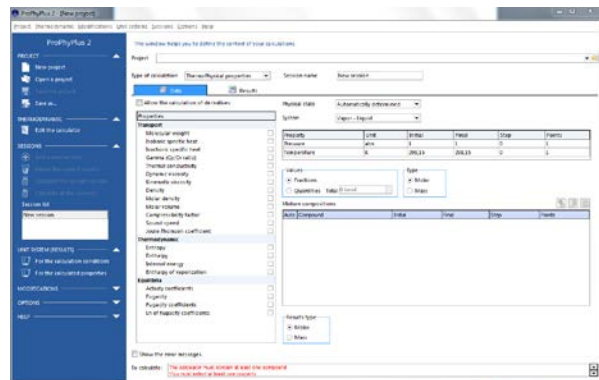 ProPhyPlus 2 - [New project]
Project Thermodynamic Modifications Unit systems Sessions Options Help
ProPhyPlus 2
PROJECT
New project
Open a project
Save as...
THERMODYNAMIC
Edit the calculator
SESSIONS
Session list
New session
UNIT SYSTEM (RESULTS)
For the calculation conditions
For the calculated properties
MODIFICATIONS
OPTIONS
HELP
This window helps you to define the content of your calculations
Project
Type of calculation Thermophysical properties
Session name New session
Data
Results
Allow the calculation of derivatives
Properties
Transport
Molecular weight
Isobaric specific heat
Isochoric specific heat
Gamma (Cp/Cv ratio)
Thermal conductivity
Dynamic viscosity
Kinematic viscosity
Density
Molar density
Molar volume
Compressibility factor
Sound speed
Joule Thomson coefficient
Thermodynamic
Entropy
Enthalpy
Internal energy
Enthalpy of vaporization
Equilibria
Activity coefficients
Fugacity
Fugacity coefficients
Ln of fugacity coefficients
Physical state Automatically determined
System Vapor - Liquid
Property Unit Initial Final Step Points
Pressure atm 1 1 0 1
Temperature K 298,15 298,15 0 1
Values
Fractions
Quantities Total
Type
Molar
Mass
Mixture compositions
Auto Compound Initial Final Step Points
Results type
Molar
Mass
Show the error messages
To calculate: The calculator must contain at least one compound
You must select at least one property